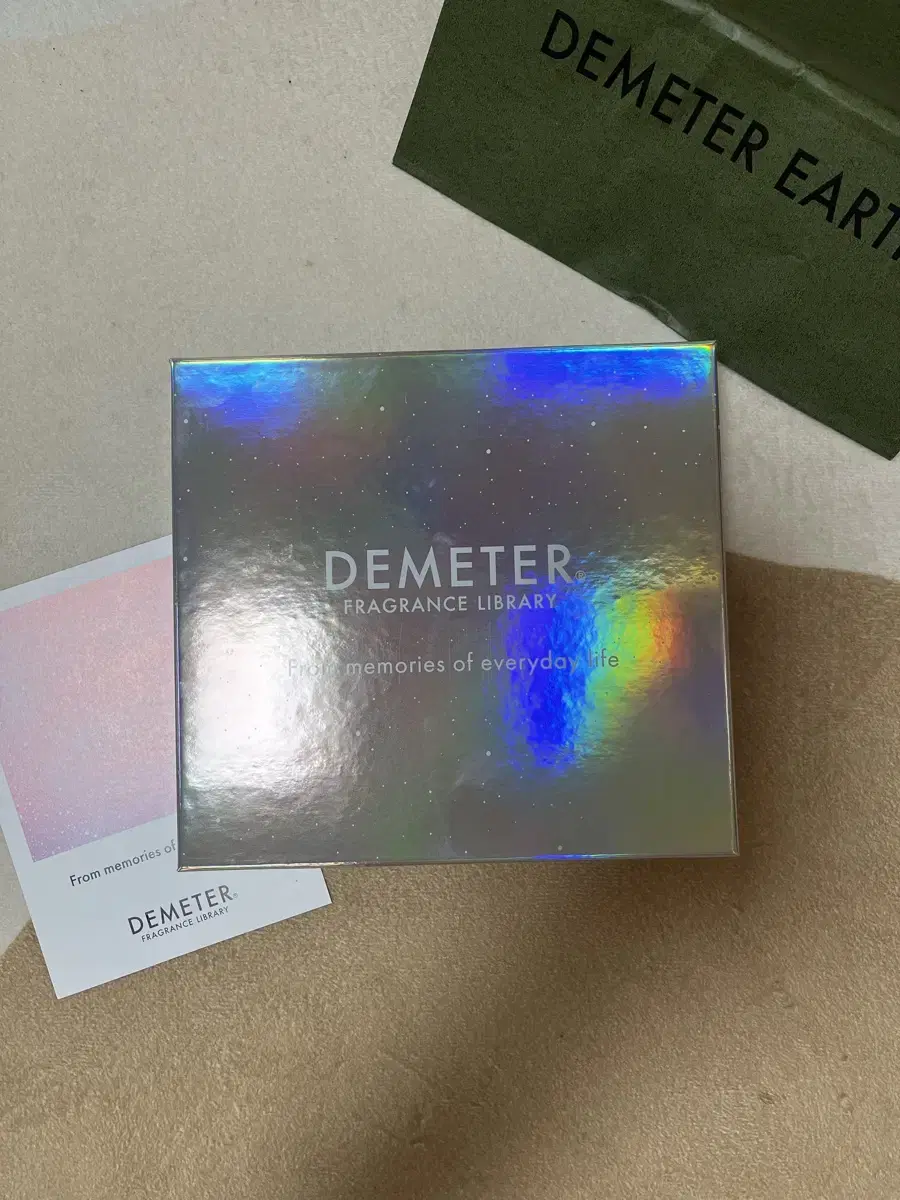 DEMETER EART
DEMETER®
FRAGRANCE LIBRARY
From memories of everyday life
From memories of
DEMETER®
FRAGRANCE LIBRARY